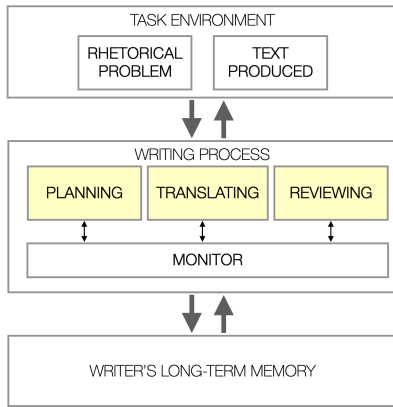 TASK ENVIRONMENT
RHETORICAL
PROBLEM
TEXT
PRODUCED
WRITING PROCESS
PLANNING
TRANSLATING
REVIEWING
MONITOR
WRITER'S LONG-TERM MEMORY